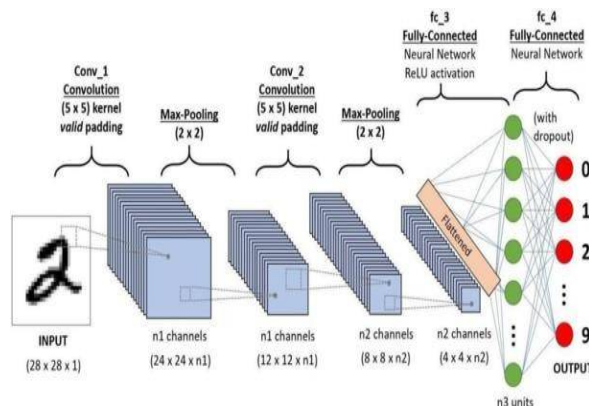 Conv_1
Convolution
(5 x 5) kernel
valid padding
Max-Pooling
(2 x 2)
Conv_2
Convolution
(5 x 5) kernel
valid padding
Max-Pooling
(2 x 2)
fc_3
Fully-Connected
Neural Network
ReLU activation
fc_4
Fully-Connected
Neural Network
(with
dropout)
Flattened
0
1
2
9
INPUT
(28 x 28 x 1)
n1 channels
(24 x 24 x n1)
n1 channels
(12 x 12 x n1)
n2 channels
(8 x 8 x n2)
n2 channels
(4 x 4 x n2)
OUTPUT
n3 units
2